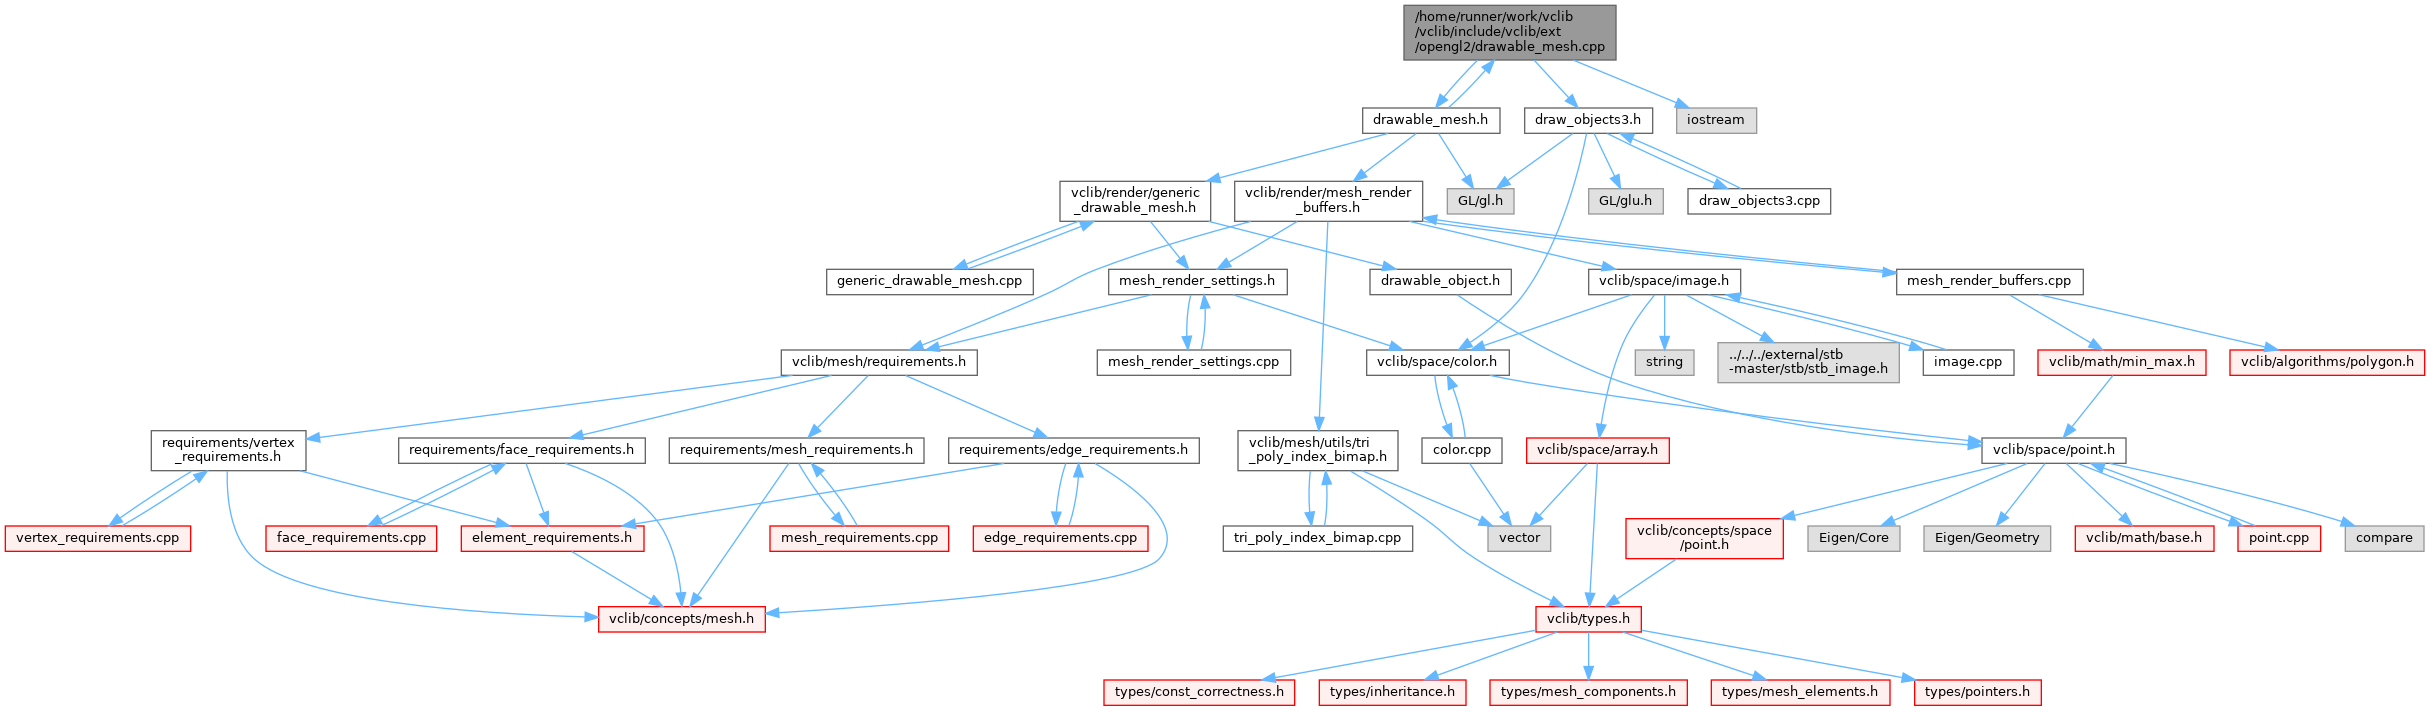 /home/runner/work/vclib
/vclib/include/vclib/ext
/opengl2/drawable_mesh.cpp
drawable_mesh.h
draw_objects3.h
iostream
vclib/render/generic
_drawable_mesh.h
vclib/render/mesh_render
_buffers.h
GL/gl.h
GL/glu.h
draw_objects3.cpp
generic_drawable_mesh.cpp
mesh_render_settings.h
drawable_object.h
vclib/space/image.h
mesh_render_buffers.cpp
vclib/mesh/requirements.h
mesh_render_settings.cpp
vclib/space/color.h
string
../../../external/stb
-master/stb/stb_image.h
image.cpp
vclib/math/min_max.h
vclib/algorithms/polygon.h
requirements/vertex
_requirements.h
requirements/face_requirements.h
requirements/mesh_requirements.h
requirements/edge_requirements.h
vclib/mesh/utils/tri
_poly_index_bimap.h
color.cpp
vclib/space/array.h
vclib/space/point.h
vertex_requirements.cpp
face_requirements.cpp
element_requirements.h
mesh_requirements.cpp
edge_requirements.cpp
tri_poly_index_bimap.cpp
vector
vclib/concepts/space
/point.h
Eigen/Core
Eigen/Geometry
vclib/math/base.h
point.cpp
compare
vclib/concepts/mesh.h
vclib/types.h
types/const_correctness.h
types/inheritance.h
types/mesh_components.h
types/mesh_elements.h
types/pointers.h